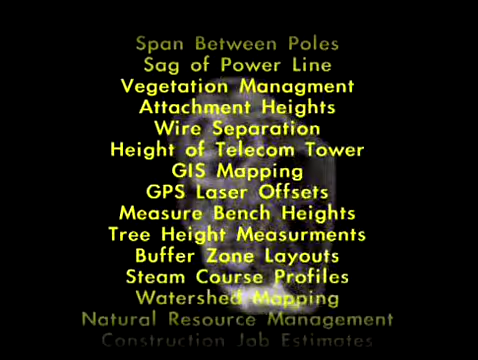 Span Between Poles
Sag of Power Line
Vegetation Managment
Attachment Heights
Wire Separation
Height of Telecom Tower
GIS Mapping
GPS Laser Offsets
Measure Bench Heights
Tree Height Measurments
Buffer Zone Layouts
Steam Course Profiles
Watershed Mapping
Natural Resource Management
Construction Job Estimates